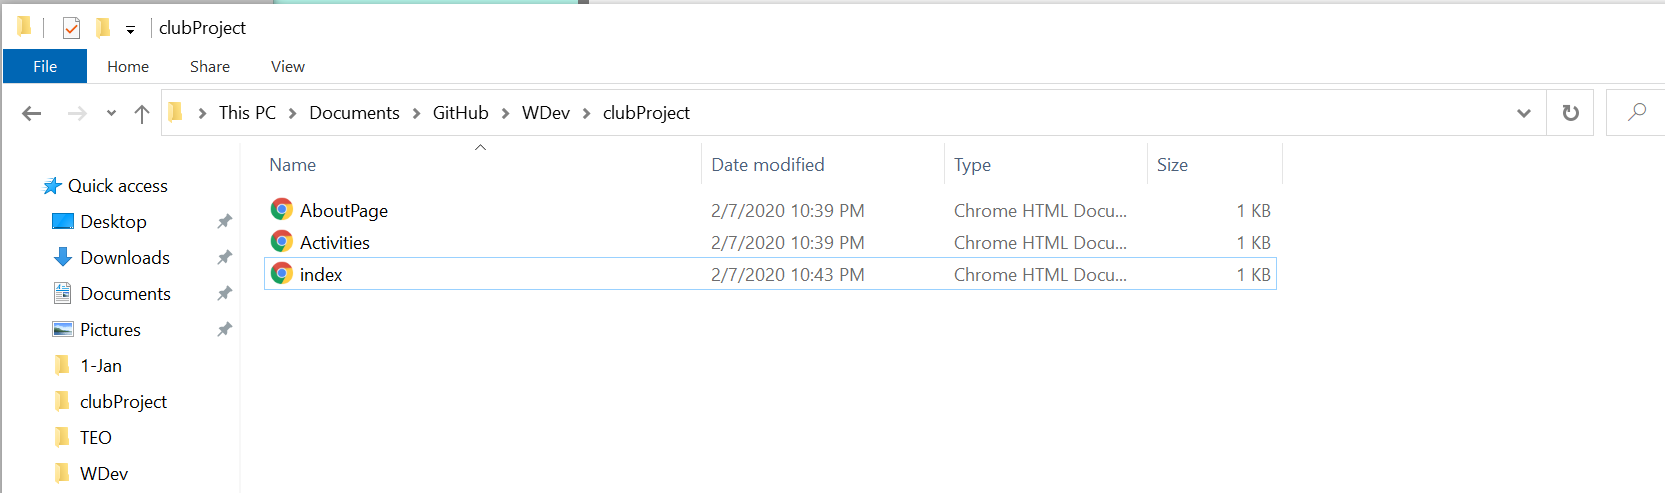 clubProject
File Home Share View
This PC Documents GitHub WDev clubProject
Name Date modified Type Size
Quick access
Desktop
Downloads
Documents
Pictures
1-Jan
clubProject
TEO
WDev
AboutPage 2/7/2020 10:39 PM Chrome HTML Docu... 1 KB
Activities 2/7/2020 10:39 PM Chrome HTML Docu... 1 KB
index 2/7/2020 10:43 PM Chrome HTML Docu... 1 KB